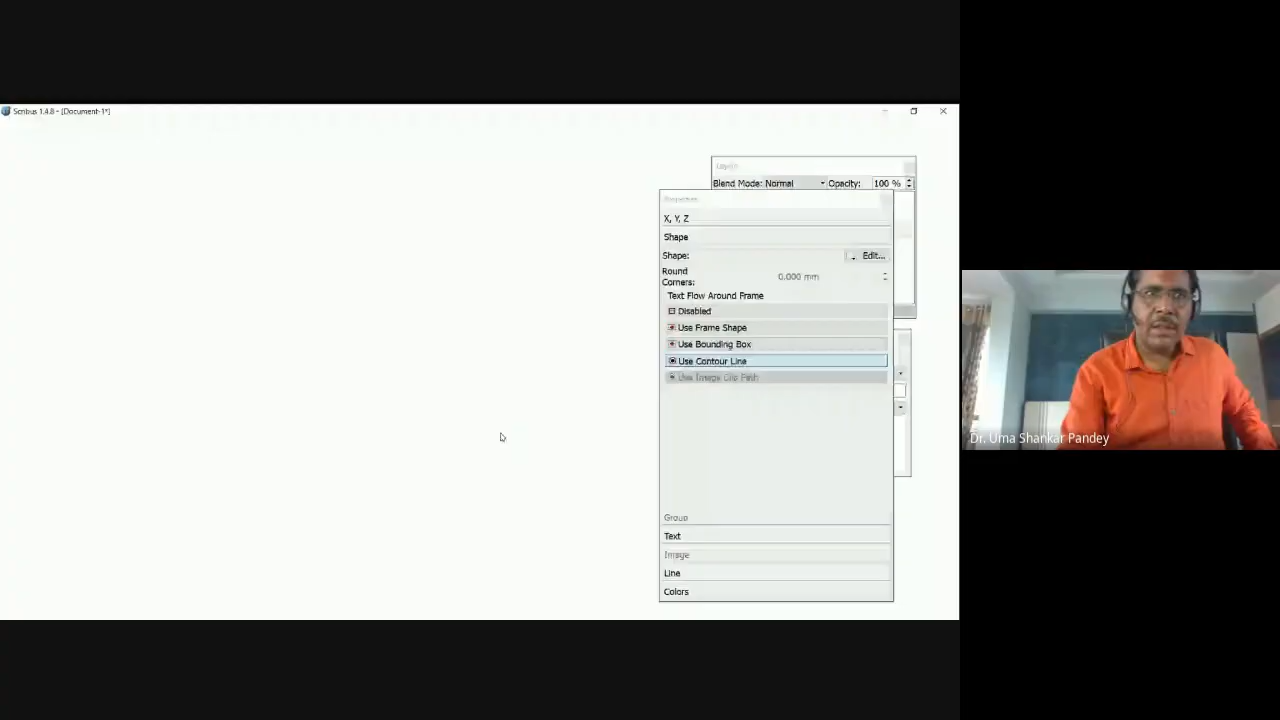 Scribus 1.4.8 - [Document-1*]
Layers
Blend Mode: Normal Opacity: 100 %
Properties
X, Y, Z
Shape
Shape: Edit...
Round Corners: 0.000 mm
Text Flow Around Frame
Disabled
Use Frame Shape
Use Bounding Box
Use Contour Line
Use Image Clip Path
Group
Text
Image
Line
Colors
Dr. Uma Shankar Pandey